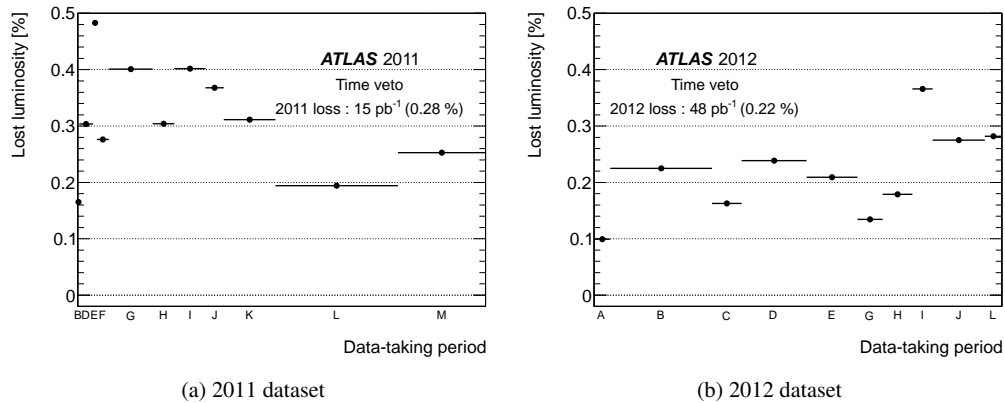 Lost luminosity [%]
0.5
0.4
0.3
0.2
0.1
0
ATLAS 2011
Time veto
2011 loss : 15 pb⁻¹ (0.28 %)
B D E F G H I J K L M
Data-taking period
(a) 2011 dataset
Lost luminosity [%]
0.5
0.4
0.3
0.2
0.1
0
ATLAS 2012
Time veto
2012 loss : 48 pb⁻¹ (0.22 %)
A B C D E G H I J L
Data-taking period
(b) 2012 dataset